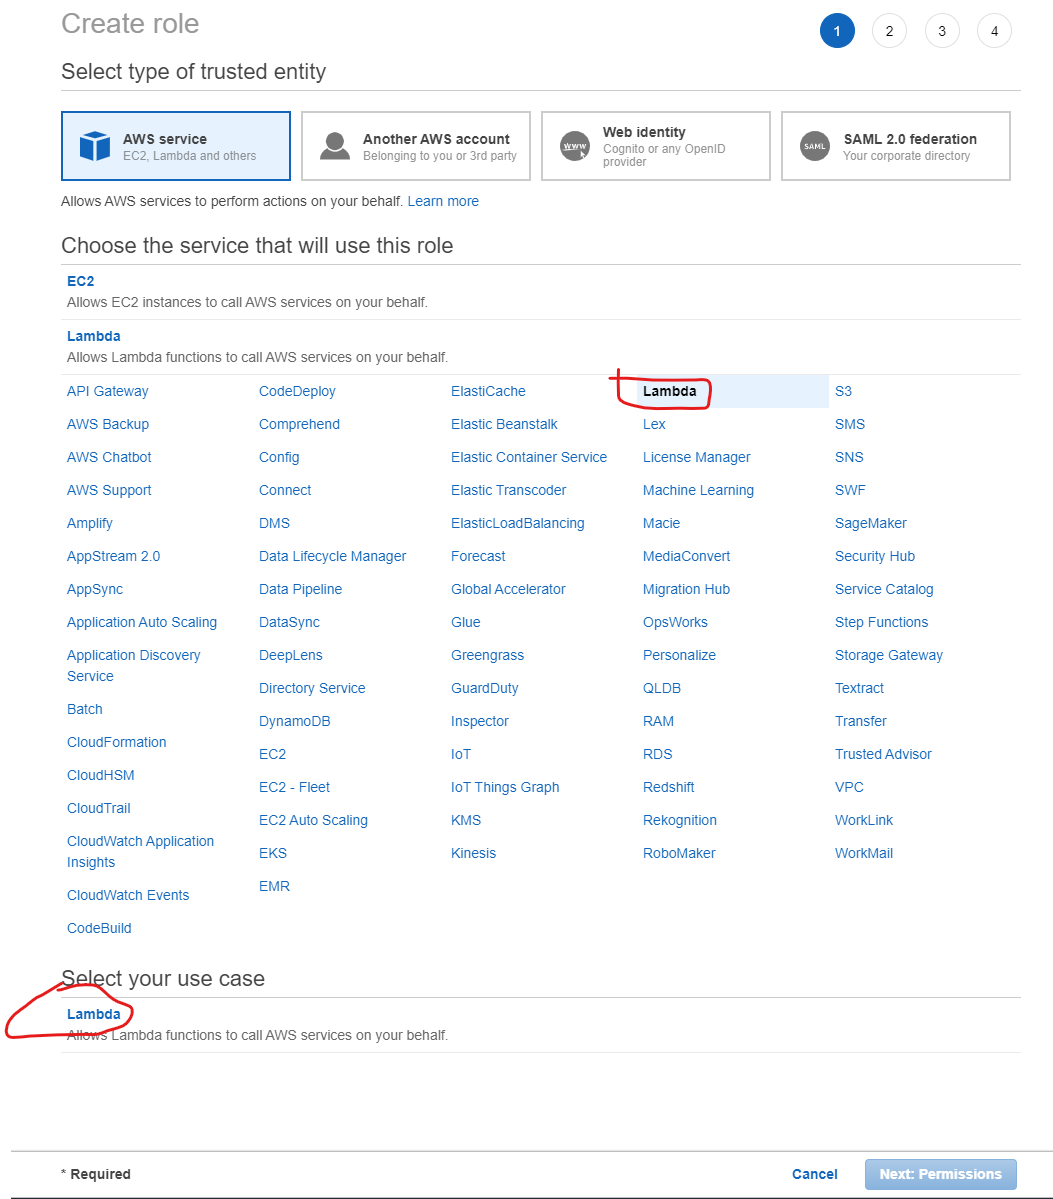 Create role
1 2 3 4
Select type of trusted entity
AWS service
EC2, Lambda and others
Another AWS account
Belonging to you or 3rd party
WWW
Web identity
Cognito or any OpenID
provider
SAML
SAML 2.0 federation
Your corporate directory
Allows AWS services to perform actions on your behalf. Learn more
Choose the service that will use this role
EC2
Allows EC2 instances to call AWS services on your behalf.
Lambda
Allows Lambda functions to call AWS services on your behalf.
API Gateway
AWS Backup
AWS Chatbot
AWS Support
Amplify
AppStream 2.0
AppSync
Application Auto Scaling
Application Discovery
Service
Batch
CloudFormation
CloudHSM
CloudTrail
CloudWatch Application
Insights
CloudWatch Events
CodeBuild
CodeDeploy
Comprehend
Config
Connect
DMS
Data Lifecycle Manager
Data Pipeline
DataSync
DeepLens
Directory Service
DynamoDB
EC2
EC2 - Fleet
EC2 Auto Scaling
EKS
EMR
ElastiCache
Elastic Beanstalk
Elastic Container Service
Elastic Transcoder
ElasticLoadBalancing
Forecast
Global Accelerator
Glue
Greengrass
GuardDuty
Inspector
IoT
IoT Things Graph
KMS
Kinesis
Lambda
Lex
License Manager
Machine Learning
Macie
MediaConvert
Migration Hub
OpsWorks
Personalize
QLDB
RAM
RDS
Redshift
Rekognition
RoboMaker
S3
SMS
SNS
SWF
SageMaker
Security Hub
Service Catalog
Step Functions
Storage Gateway
Textract
Transfer
Trusted Advisor
VPC
WorkLink
WorkMail
Select your use case
Lambda
Allows Lambda functions to call AWS services on your behalf.
* Required
Cancel
Next: Permissions